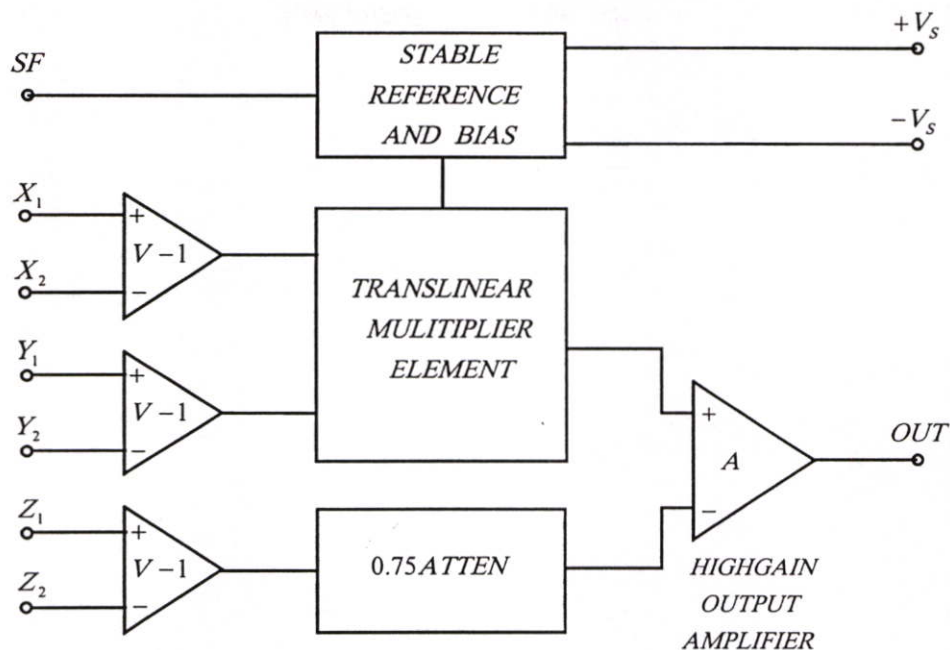 +V_S
SF
STABLE
REFERENCE
AND BIAS
-V_S
X_1
+
V-1
X_2
-
TRANSLINEAR
MULITIPLIER
ELEMENT
Y_1
+
V-1
Y_2
-
+
A
-
OUT
Z_1
+
V-1
Z_2
-
0.75ATTEN
HIGHGAIN
OUTPUT
AMPLIFIER